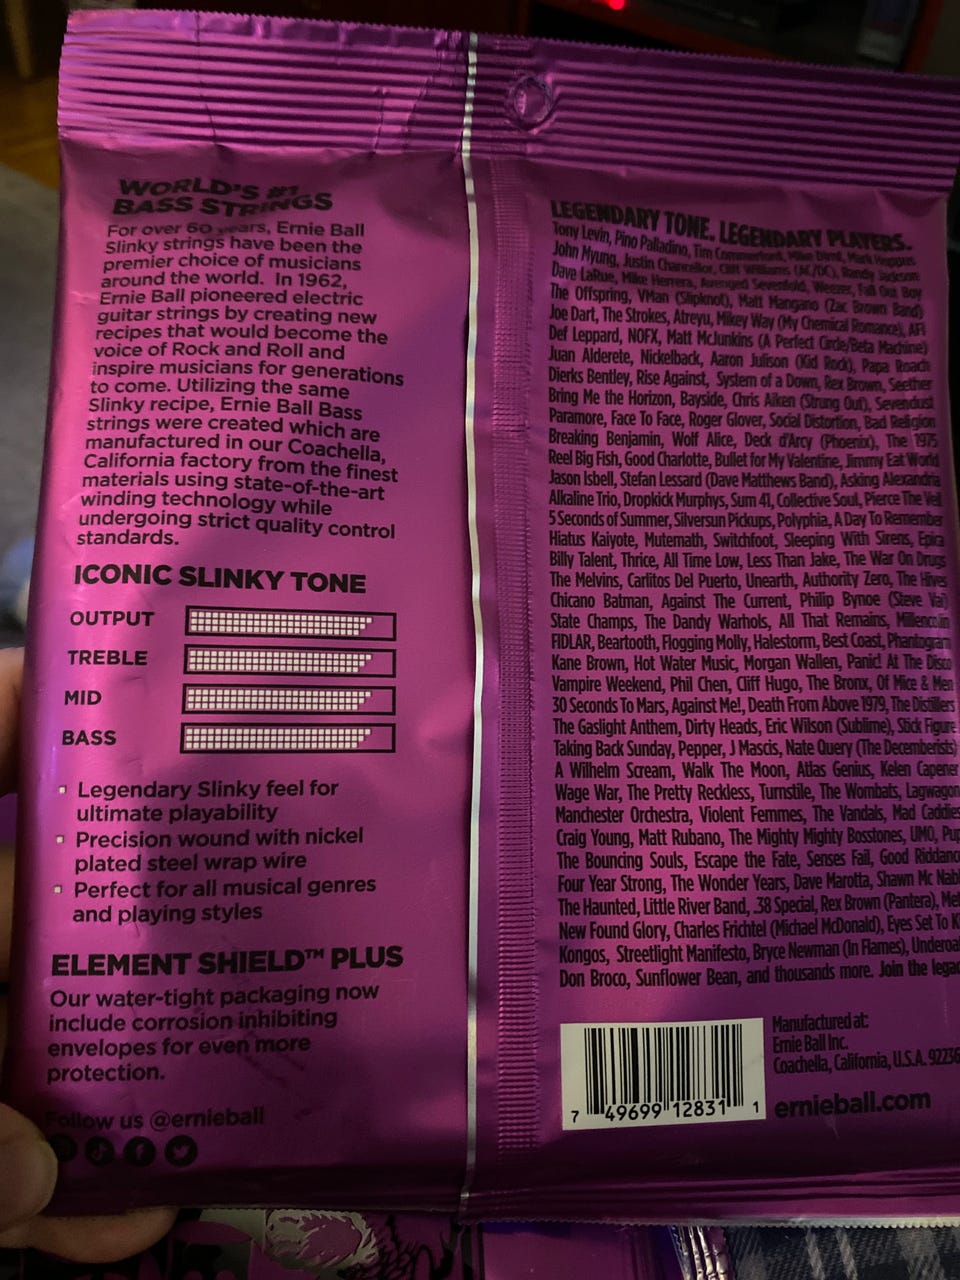 WORLD'S #1
BASS STRINGS
For over 60 years, Ernie Ball
Slinky strings have been the
premier choice of musicians
around the world. In 1962,
Ernie Ball pioneered electric
guitar strings by creating new
recipes that would become the
voice of Rock and Roll and
inspire musicians for generations
to come. Utilizing the same
Slinky recipe, Ernie Ball Bass
strings were created which are
manufactured in our Coachella,
California factory from the finest
materials using state-of-the-art
winding technology while
undergoing strict quality control
standards.
ICONIC SLINKY TONE
OUTPUT
TREBLE
MID
BASS
Legendary Slinky feel for
ultimate playability
Precision wound with nickel
plated steel wrap wire
Perfect for all musical genres
and playing styles
ELEMENT SHIELD™ PLUS
Our water-tight packaging now
include corrosion inhibiting
envelopes for even more
protection.
Follow us @ernieball
LEGENDARY TONE. LEGENDARY PLAYERS.
Tony Levin, Pino Palladino, Tim Commerford, Mike Dirnt, Mark Hoppus
John Myung, Justin Chancellor, Cliff Williams (AC/DC), Randy Jackson
Dave LaRue, Mike Herrera, Avenged Sevenfold, Weezer, Fall Out Boy
The Offspring, VMan (Slipknot), Matt Mangano (Zac Brown Band)
Joe Dart, The Strokes, Atreyu, Mikey Way (My Chemical Romance), AFI
Def Leppard, NOFX, Matt McJunkins (A Perfect Circle/Beta Machine)
Juan Alderete, Nickelback, Aaron Julison (Kid Rock), Papa Roach
Dierks Bentley, Rise Against, System of a Down, Rex Brown, Seether
Bring Me the Horizon, Bayside, Chris Aiken (Strung Out), Sevendust
Paramore, Face To Face, Roger Glover, Social Distortion, Bad Religion
Breaking Benjamin, Wolf Alice, Deck d'Arcy (Phoenix), The 1975
Reel Big Fish, Good Charlotte, Bullet for My Valentine, Jimmy Eat World
Jason Isbell, Stefan Lessard (Dave Matthews Band), Asking Alexandria
Alkaline Trio, Dropkick Murphys, Sum 41, Collective Soul, Pierce The Veil
5 Seconds of Summer, Silversun Pickups, Polyphia, A Day To Remember
Hiatus Kaiyote, Mutemath, Switchfoot, Sleeping With Sirens, Epica
Billy Talent, Thrice, All Time Low, Less Than Jake, The War On Drugs
The Melvins, Carlitos Del Puerto, Unearth, Authority Zero, The Hives
Chicano Batman, Against The Current, Philip Bynoe (Steve Vai)
State Champs, The Dandy Warhols, All That Remains, Millencolin
FIDLAR, Beartooth, Flogging Molly, Halestorm, Best Coast, Phantogram
Kane Brown, Hot Water Music, Morgan Wallen, Panic! At The Disco
Vampire Weekend, Phil Chen, Cliff Hugo, The Bronx, Of Mice & Men
30 Seconds To Mars, Against Me!, Death From Above 1979, The Distillers
The Gaslight Anthem, Dirty Heads, Eric Wilson (Sublime), Stick Figure
Taking Back Sunday, Pepper, J Mascis, Nate Query (The Decemberists)
A Wilhelm Scream, Walk The Moon, Atlas Genius, Kelen Capener
Wage War, The Pretty Reckless, Turnstile, The Wombats, Lagwagon
Manchester Orchestra, Violent Femmes, The Vandals, Mad Caddies
Craig Young, Matt Rubano, The Mighty Mighty Bosstones, UMO, Pup
The Bouncing Souls, Escape the Fate, Senses Fail, Good Riddanc
Four Year Strong, The Wonder Years, Dave Marotta, Shawn Mc Nab
The Haunted, Little River Band, .38 Special, Rex Brown (Pantera), Me
New Found Glory, Charles Frichtel (Michael McDonald), Eyes Set To K
Kongos, Streetlight Manifesto, Bryce Newman (In Flames), Underoa
Don Broco, Sunflower Bean, and thousands more. Join the legac
Manufactured at:
Ernie Ball Inc.
Coachella, California, U.S.A. 92236
ernieball.com
7 49699 12831 1